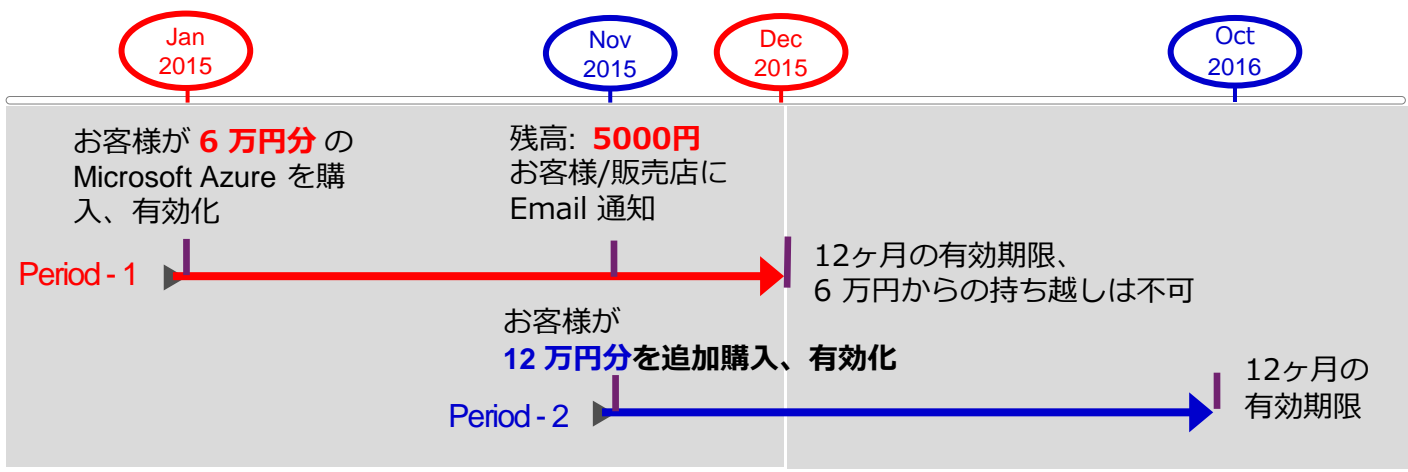 Jan
2015
Nov
2015
Dec
2015
Oct
2016
お客様が 6 万円分 の
Microsoft Azure を購
入、有効化
残高: 5000円
お客様/販売店に
Email 通知
Period - 1
12ヶ月の有効期限、
6 万円からの持ち越しは不可
お客様が
12 万円分を追加購入、有効化
Period - 2
12ヶ月の
有効期限